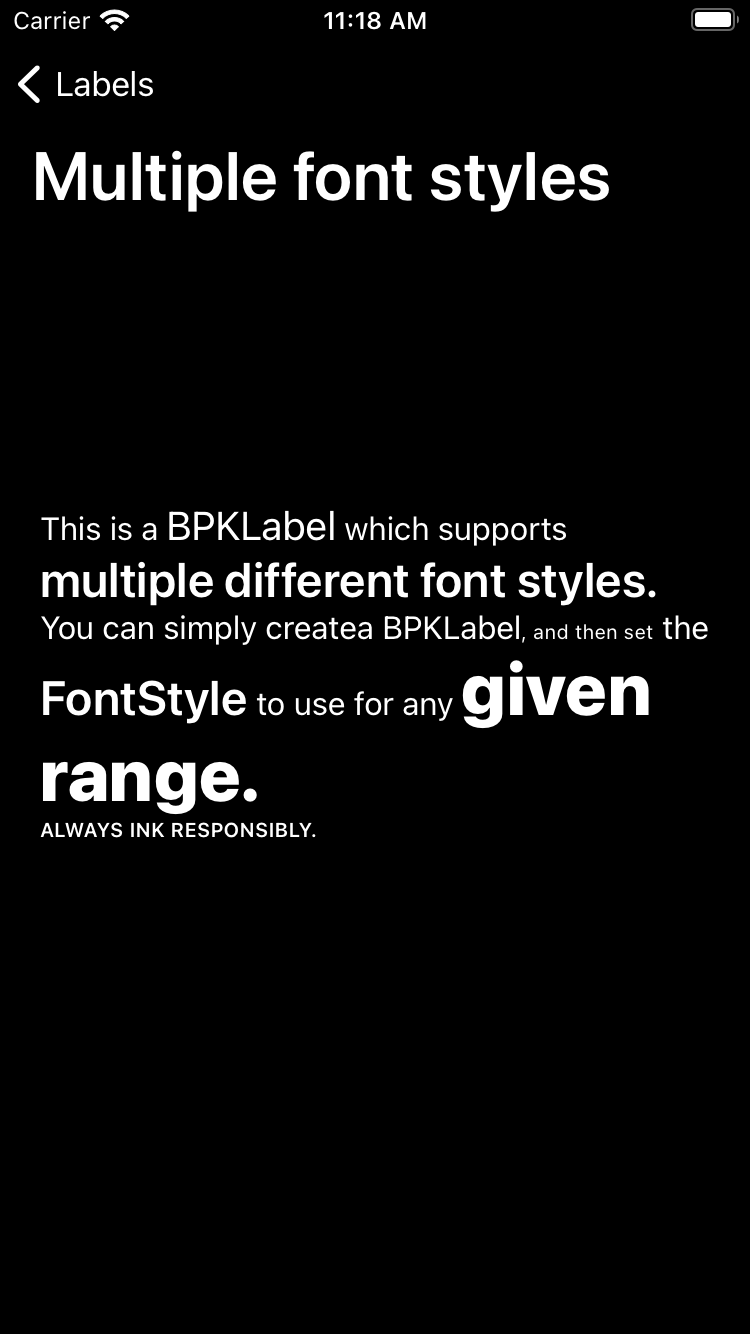 Carrier 11:18 AM
Labels
Multiple font styles
This is a BPKLabel which supports
multiple different font styles.
You can simply createa BPKLabel, and then set the
FontStyle to use for any given
range.
ALWAYS INK RESPONSIBLY.